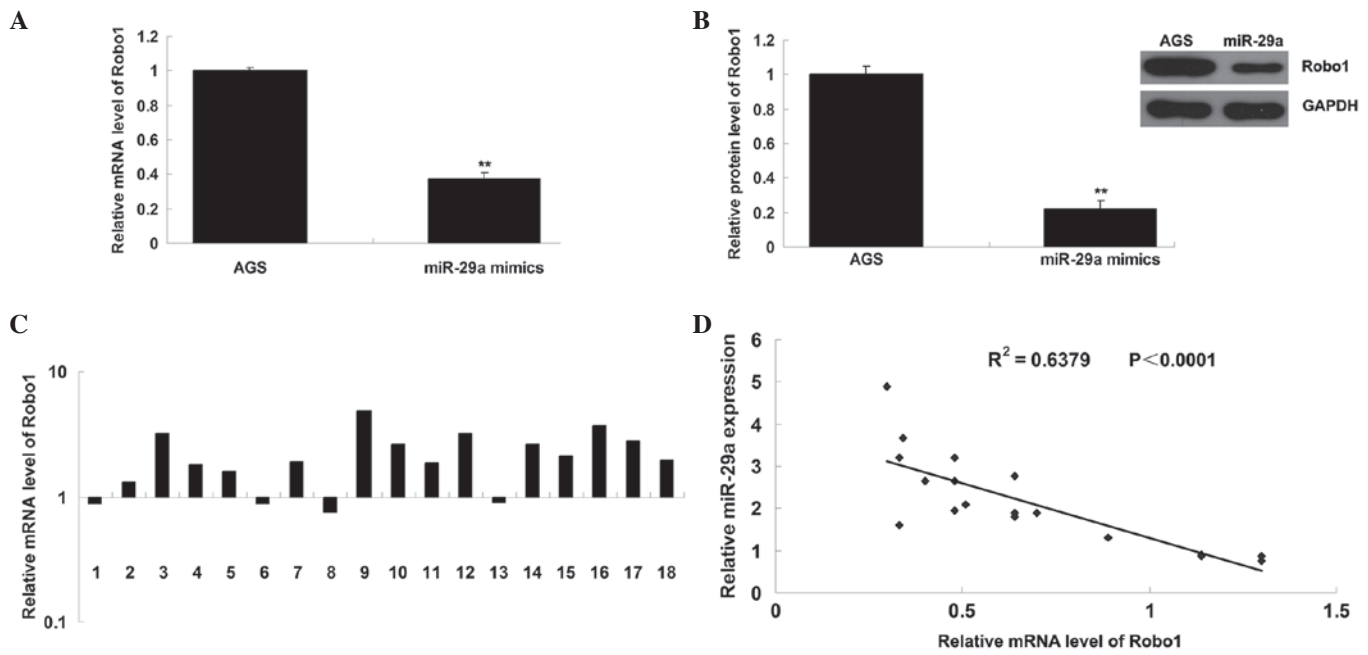 A
Relative mRNA level of Robo1
1.2
1
0.8
0.6
0.4
0.2
0
**
AGS
miR-29a mimics
B
Relative protein level of Robo1
1.2
1
0.8
0.6
0.4
0.2
0
**
AGS
miR-29a mimics
AGS miR-29a
Robo1
GAPDH
C
Relative mRNA level of Robo1
10
1
0.1
1 2 3 4 5 6 7 8 9 10 11 12 13 14 15 16 17 18
D
Relative miR-29a expression
6
5
4
3
2
1
0
R² = 0.6379 P<0.0001
0 0.5 1 1.5
Relative mRNA level of Robo1